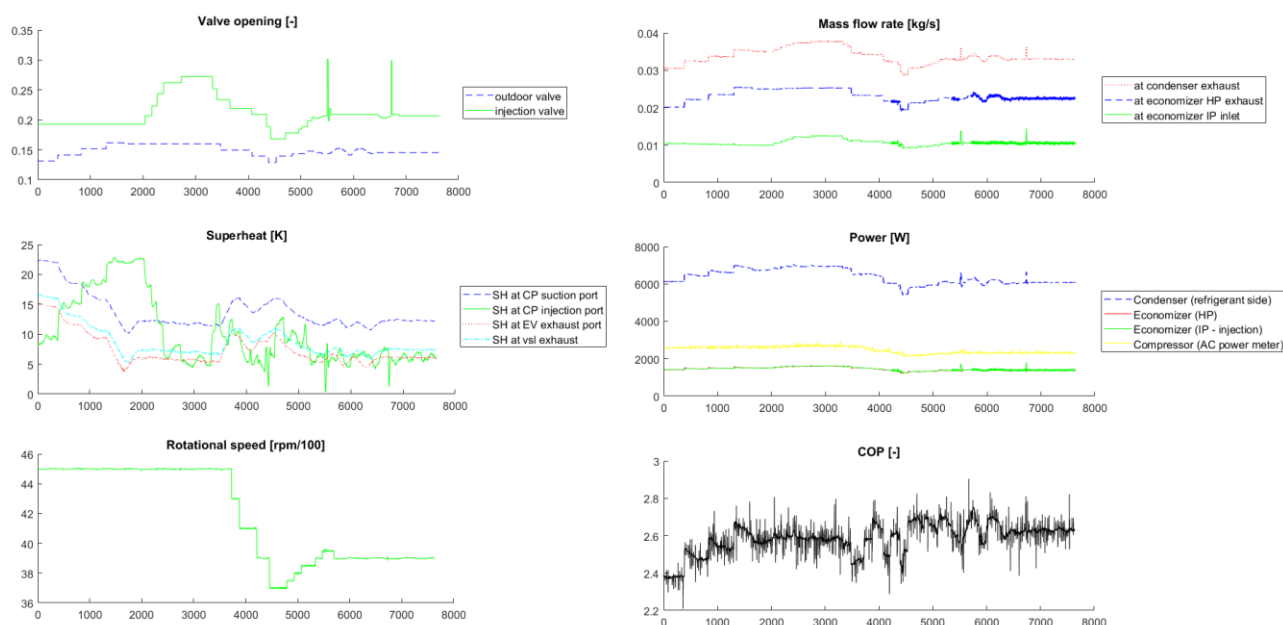 Valve opening [-]
0.35
0.3
0.25
0.2
0.15
0.1
0 1000 2000 3000 4000 5000 6000 7000 8000
outdoor valve
injection valve
Mass flow rate [kg/s]
0.04
0.03
0.02
0.01
0
0 1000 2000 3000 4000 5000 6000 7000 8000
at condenser exhaust
at economizer HP exhaust
at economizer IP inlet
Superheat [K]
25
20
15
10
5
0
0 1000 2000 3000 4000 5000 6000 7000 8000
SH at CP suction port
SH at CP injection port
SH at EV exhaust port
SH at vsl exhaust
Power [W]
8000
6000
4000
2000
0
0 1000 2000 3000 4000 5000 6000 7000 8000
Condenser (refrigerant side)
Economizer (HP)
Economizer (IP - injection)
Compressor (AC power meter)
Rotational speed [rpm/100]
46
44
42
40
38
36
0 1000 2000 3000 4000 5000 6000 7000 8000
COP [-]
3
2.8
2.6
2.4
2.2
0 1000 2000 3000 4000 5000 6000 7000 8000